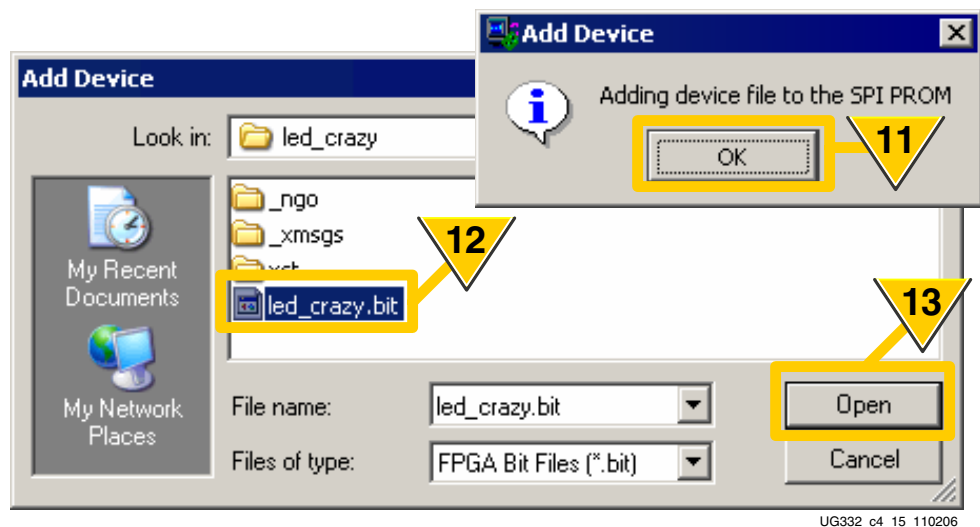 Add Device
Adding device file to the SPI PROM
OK
11
Add Device
Look in:
led_crazy
_ngo
_xmsgs
xst
led_crazy.bit
12
My Recent
Documents
My Network
Places
13
File name:
led_crazy.bit
Open
Files of type:
FPGA Bit Files (*.bit)
Cancel
UG332_c4_15_110206